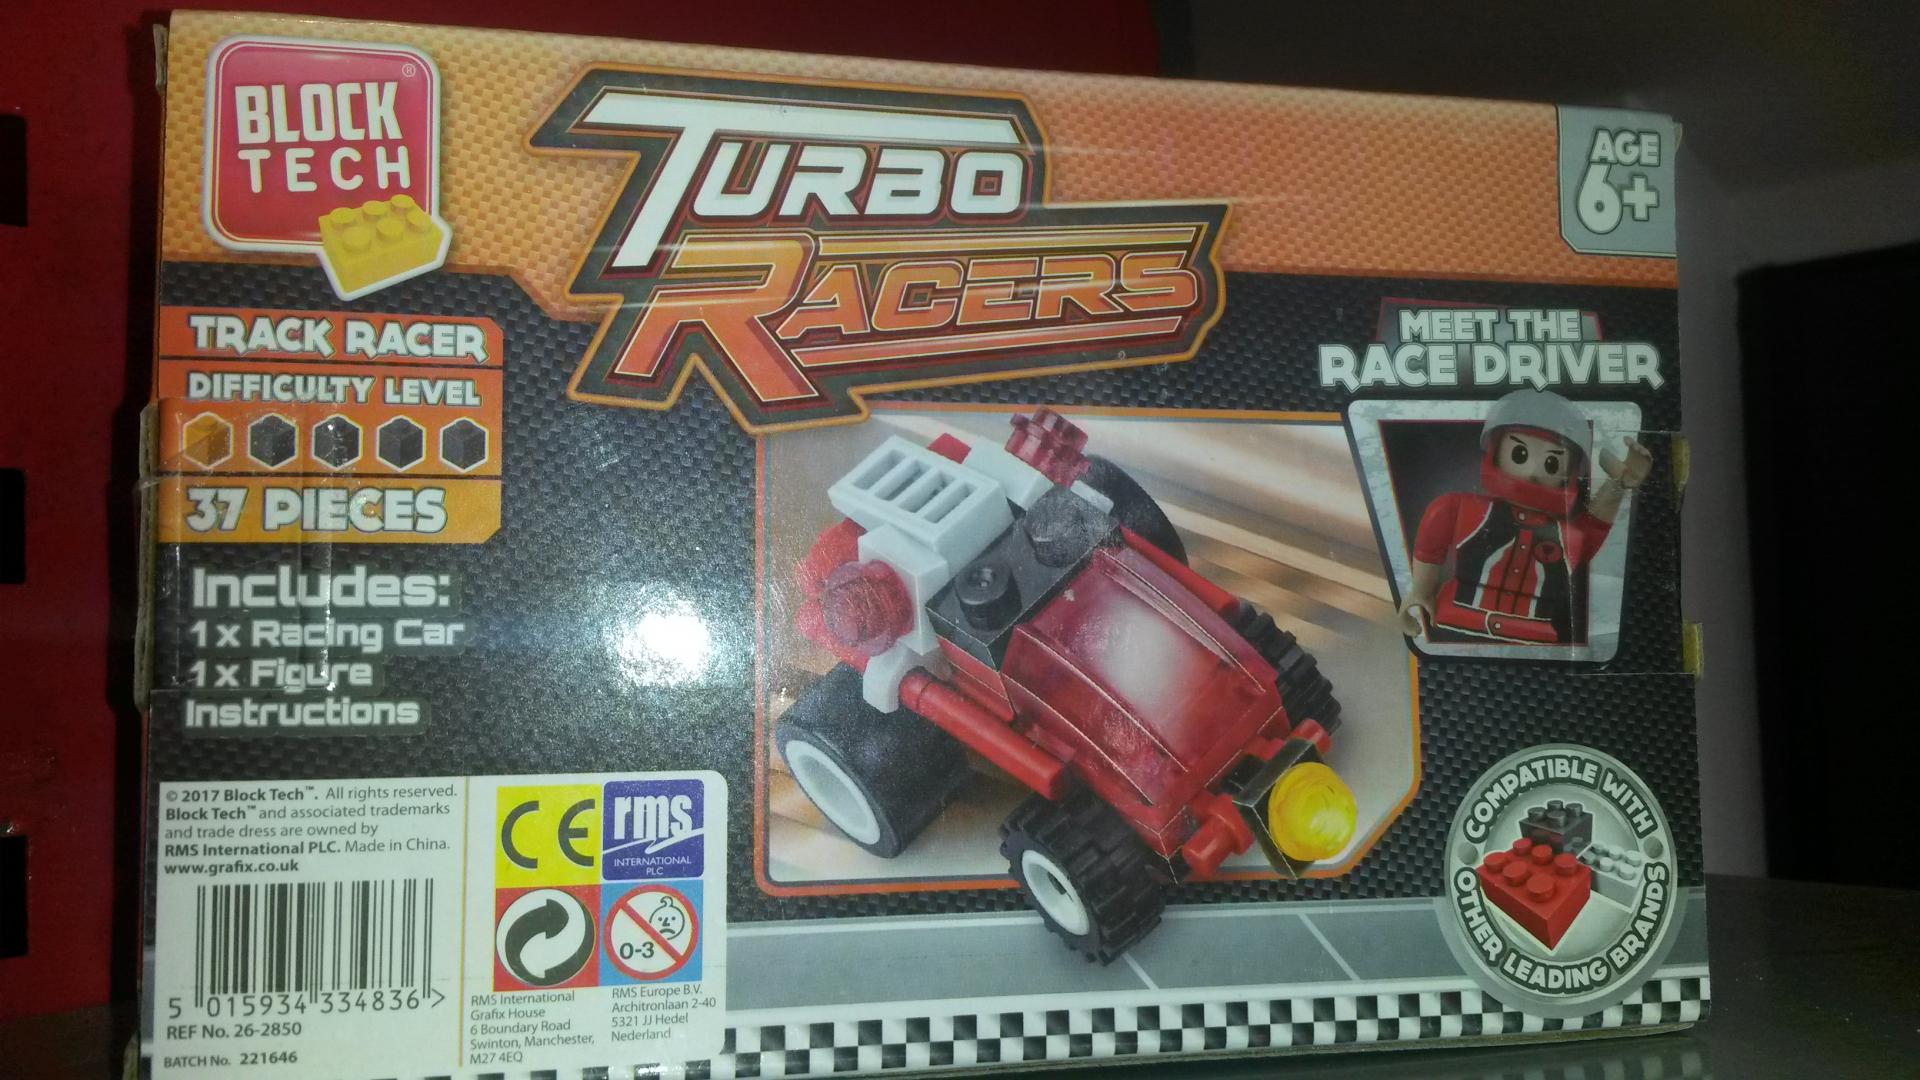 BLOCK
TECH
®
TURBO
RACERS
AGE
6+
TRACK RACER
DIFFICULTY LEVEL
37 PIECES
Includes:
1 x Racing Car
1 x Figure
Instructions
MEET THE
RACE DRIVER
COMPATIBLE WITH
OTHER LEADING BRANDS
© 2017 Block Tech™. All rights reserved.
Block Tech™ and associated trademarks
and trade dress are owned by
RMS International PLC. Made in China.
www.grafix.co.uk
5 015934 334836 >
REF No. 26-2850
BATCH No. 221646
CE
rms
INTERNATIONAL
PLC
0-3
RMS International
Grafix House
6 Boundary Road
Swinton, Manchester,
M27 4EQ
RMS Europe B.V.
Architronlaan 2-40
5321 JJ Hedel
Nederland